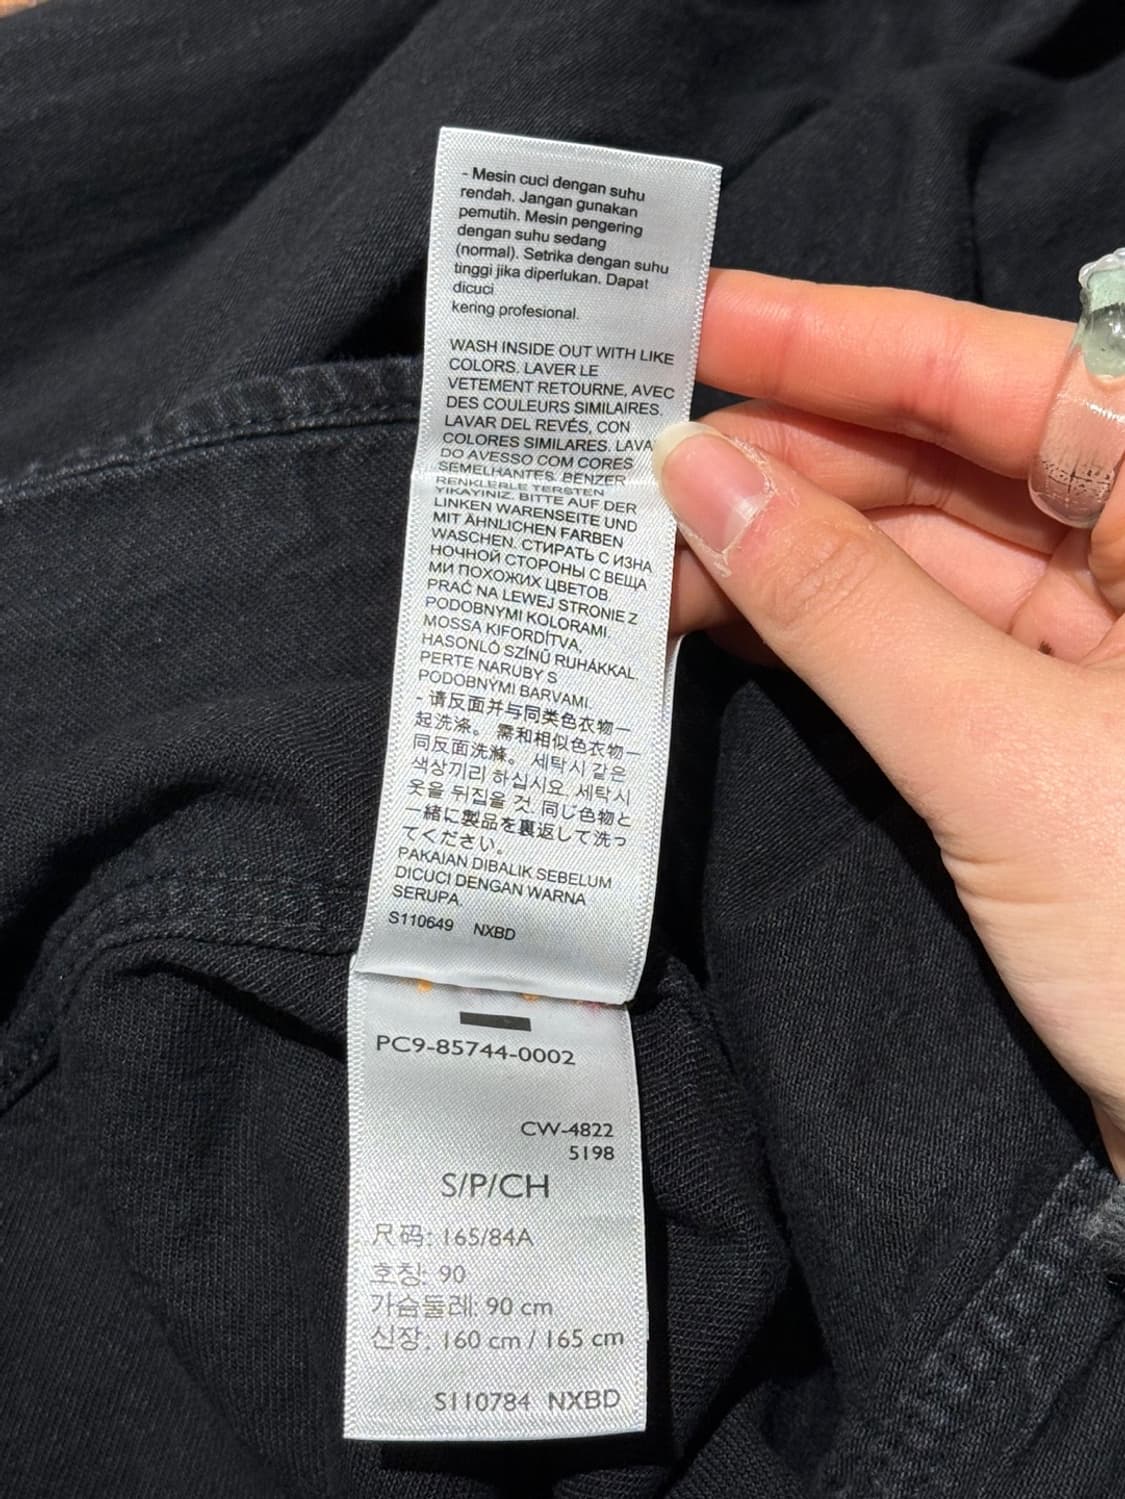 - Mesin cuci dengan suhu
rendah. Jangan gunakan
pemutih. Mesin pengering
dengan suhu sedang
(normal). Setrika dengan suhu
tinggi jika diperlukan. Dapat
dicuci
kering profesional.
WASH INSIDE OUT WITH LIKE
COLORS. LAVER LE
VETEMENT RETOURNE, AVEC
DES COULEURS SIMILAIRES.
LAVAR DEL REVÉS, CON
COLORES SIMILARES. LAVA
DO AVESSO COM CORES
SEMELHANTES. BENZER
RENKLERLE TERSTEN
YIKAYINIZ. BITTE AUF DER
LINKEN WARENSEITE UND
MIT ÄHNLICHEN FARBEN
WASCHEN. СТИРАТЬ С ИЗНА
НОЧНОЙ СТОРОНЫ С ВЕЩА
МИ ПОХОЖИХ ЦВЕТОВ.
PRAĆ NA LEWEJ STRONIE Z
PODOBNYMI KOLORAMI.
MOSSA KIFORDÍTVA,
HASONLÓ SZÍNŰ RUHÁKKAL.
PERTE NARUBY S
PODOBNÝMI BARVAMI.
- 请反面并与同类色衣物一
起洗涤。 需和相似色衣物一
同反面洗滌。 세탁시 같은
색상끼리 하십시오. 세탁시
옷을 뒤집을 것. 同じ色物と
一緒に製品を裏返して洗っ
てください。
PAKAIAN DIBALIK SEBELUM
DICUCI DENGAN WARNA
SERUPA.
S110649 NXBD
PC9-85744-0002
CW-4822
5198
S/P/CH
尺码: 165/84A
호칭: 90
가슴둘레: 90 cm
신장: 160 cm / 165 cm
S110784 NXBD